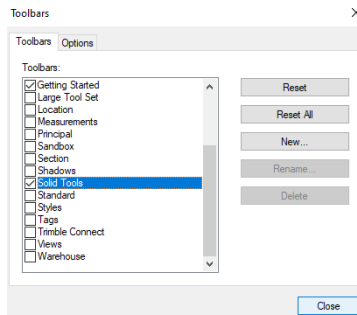 Toolbars
Toolbars Options
Toolbars:
Getting Started
Large Tool Set
Location
Measurements
Principal
Sandbox
Section
Shadows
Solid Tools
Standard
Styles
Tags
Trimble Connect
Views
Warehouse
Reset
Reset All
New...
Rename...
Delete
Close